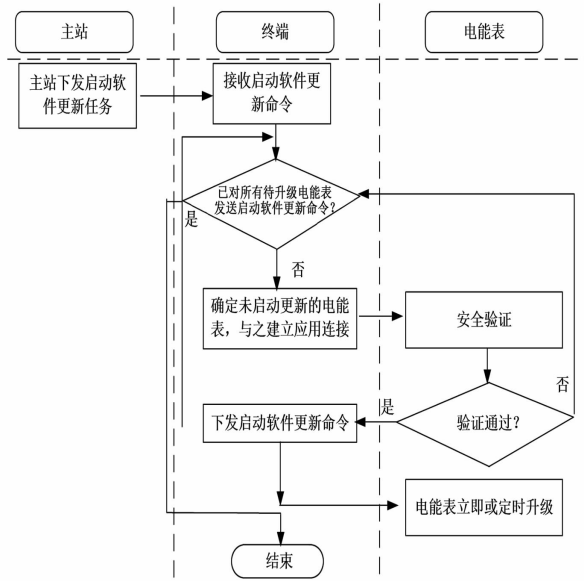 主站
终端
电能表
主站下发启动软
件更新任务
接收启动软件更
新命令
已对所有待升级电能表
发送启动软件更新命令？
是
否
确定未启动更新的电能
表，与之建立应用连接
安全验证
否
是
验证通过？
下发启动软件更新命令
电能表立即或定时升级
结束